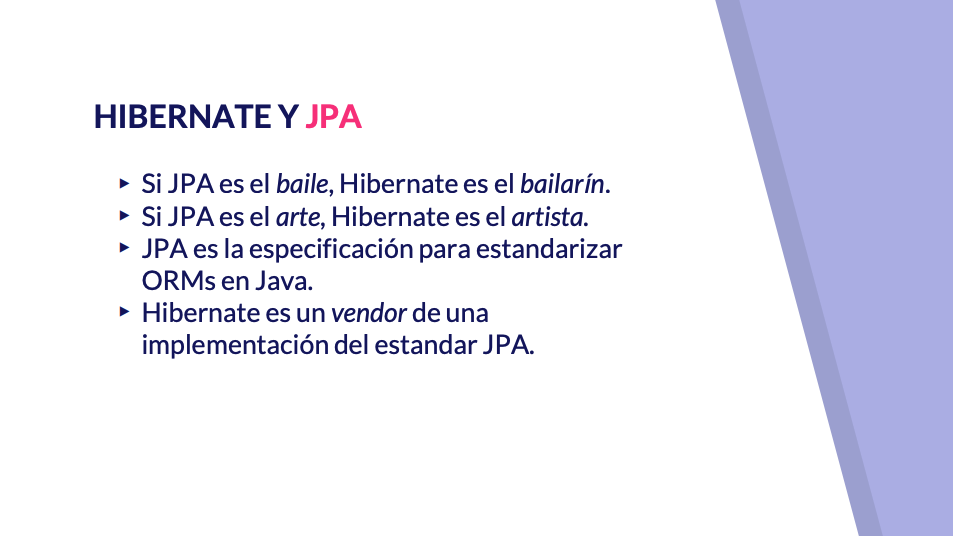 HIBERNATE Y JPA
▸ Si JPA es el baile, Hibernate es el bailarín.
▸ Si JPA es el arte, Hibernate es el artista.
▸ JPA es la especificación para estandarizar
ORMs en Java.
▸ Hibernate es un vendor de una
implementación del estandar JPA.